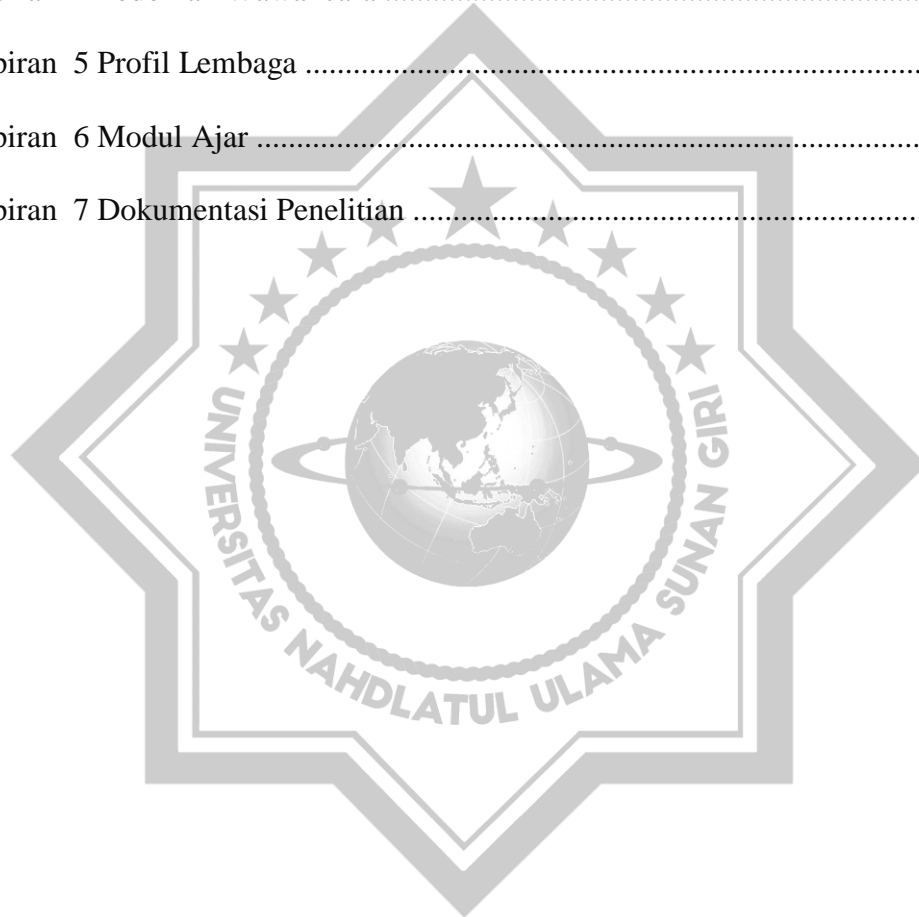 piran  5 Profil Lembaga ..............................................................................
piran  6 Modul Ajar ....................................................................................
piran  7 Dokumentasi Penelitian ................................................................
UNIVERSITAS NAHDLATUL ULAMA SUNAN GIRI